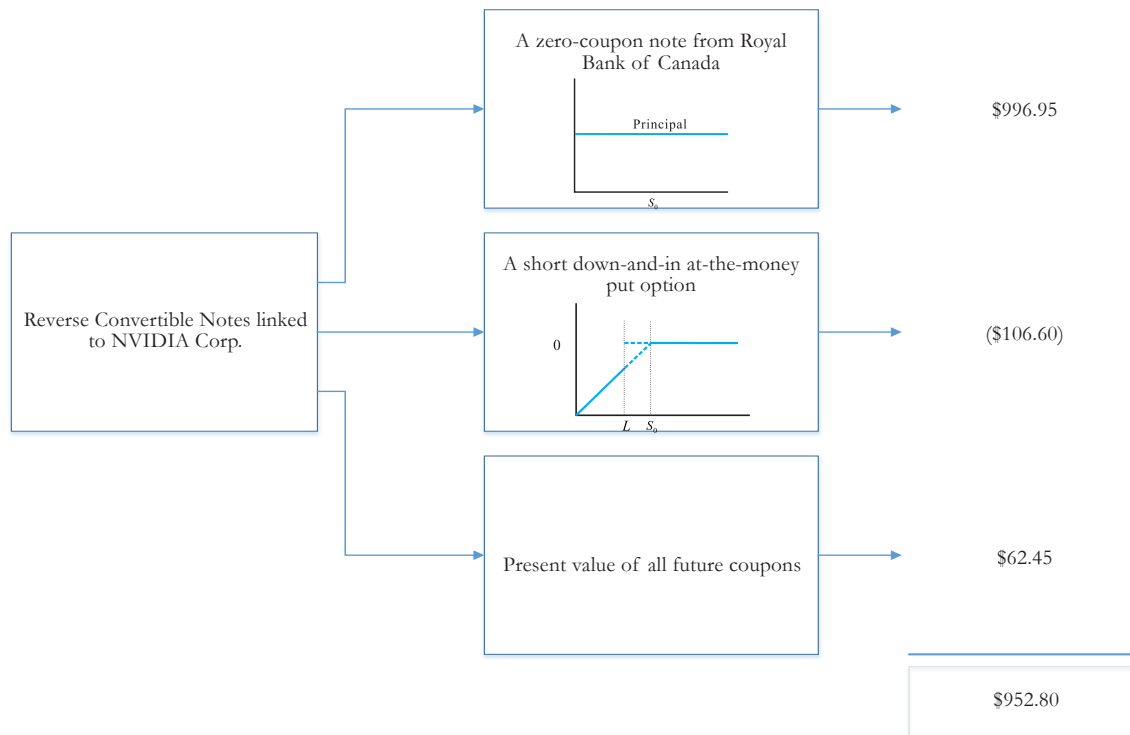 A zero-coupon note from Royal
Bank of Canada
Principal
S₀
$996.95
Reverse Convertible Notes linked
to NVIDIA Corp.
A short down-and-in at-the-money
put option
0
L S₀
($106.60)
Present value of all future coupons
$62.45
$952.80